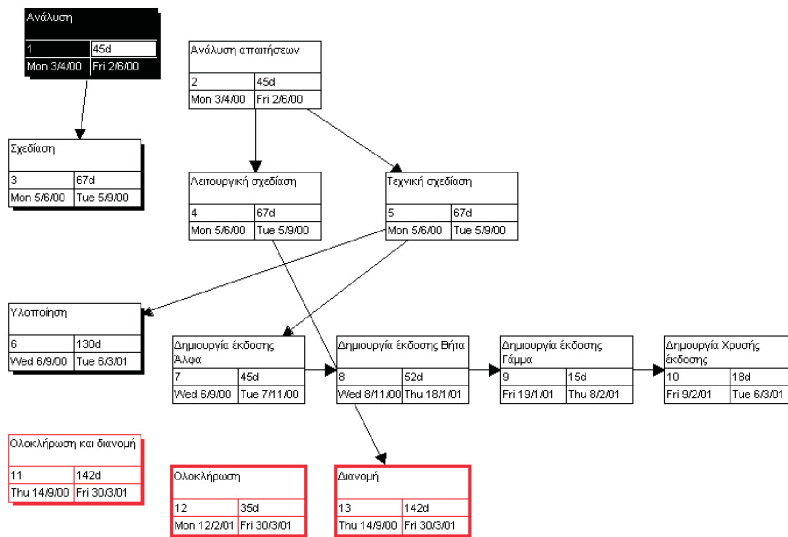 Ανάλυση
1 45d
Mon 3/4/00 Fri 2/6/00
Ανάλυση απαιτήσεων
2 45d
Mon 3/4/00 Fri 2/6/00
Σχεδίαση
3 67d
Mon 5/6/00 Tue 5/9/00
Λειτουργική σχεδίαση
4 67d
Mon 5/6/00 Tue 5/9/00
Τεχνική σχεδίαση
5 67d
Mon 5/6/00 Tue 5/9/00
Υλοποίηση
6 130d
Wed 6/9/00 Tue 6/3/01
Δημιουργία έκδοσης
Άλφα
7 45d
Wed 6/9/00 Tue 7/11/00
Δημιουργία έκδοσης Βήτα
8 52d
Wed 8/11/00 Thu 18/1/01
Δημιουργία έκδοσης
Γάμμα
9 15d
Fri 19/1/01 Thu 8/2/01
Δημιουργία Χρυσής
έκδοσης
10 18d
Fri 9/2/01 Tue 6/3/01
Ολοκλήρωση και διανομή
11 142d
Thu 14/9/00 Fri 30/3/01
Ολοκλήρωση
12 35d
Mon 12/2/01 Fri 30/3/01
Διανομή
13 142d
Thu 14/9/00 Fri 30/3/01